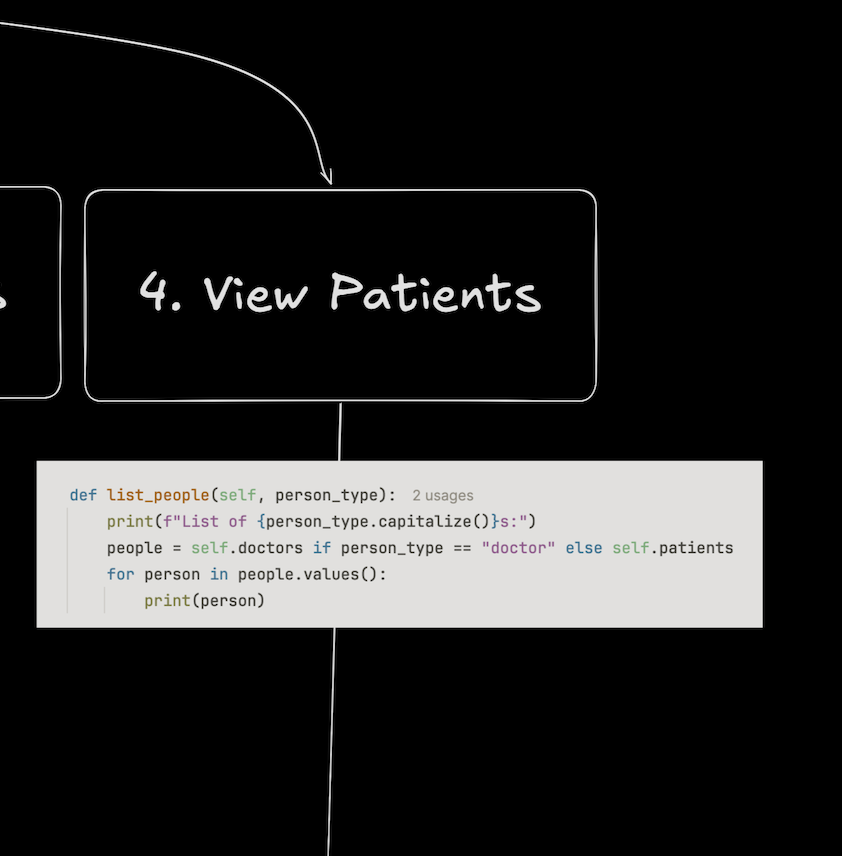 s
4. View Patients
def list_people(self, person_type): 2 usages
    print(f"List of {person_type.capitalize()}s:")
    people = self.doctors if person_type == "doctor" else self.patients
    for person in people.values():
        print(person)